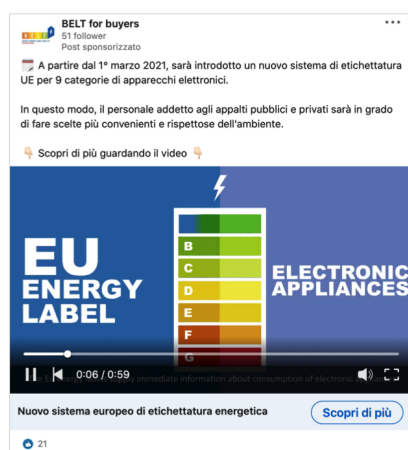 BELT for buyers
51 follower
Post sponsorizzato
A partire dal 1° marzo 2021, sarà introdotto un nuovo sistema di etichettatura
UE per 9 categorie di apparecchi elettronici.
In questo modo, il personale addetto agli appalti pubblici e privati sarà in grado
di fare scelte più convenienti e rispettose dell'ambiente.
Scopri di più guardando il video
EU
ENERGY
LABEL
B
C
D
E
F
G
ELECTRONIC
APPLIANCES
immediate information about consumption of electronic
0:06 / 0:59
Nuovo sistema europeo di etichettatura energetica
Scopri di più
21